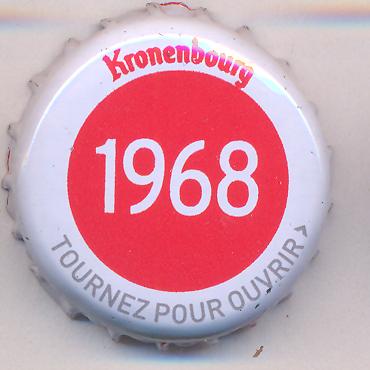 Kronenbourg
1968
TOURNEZ POUR OUVRIR >